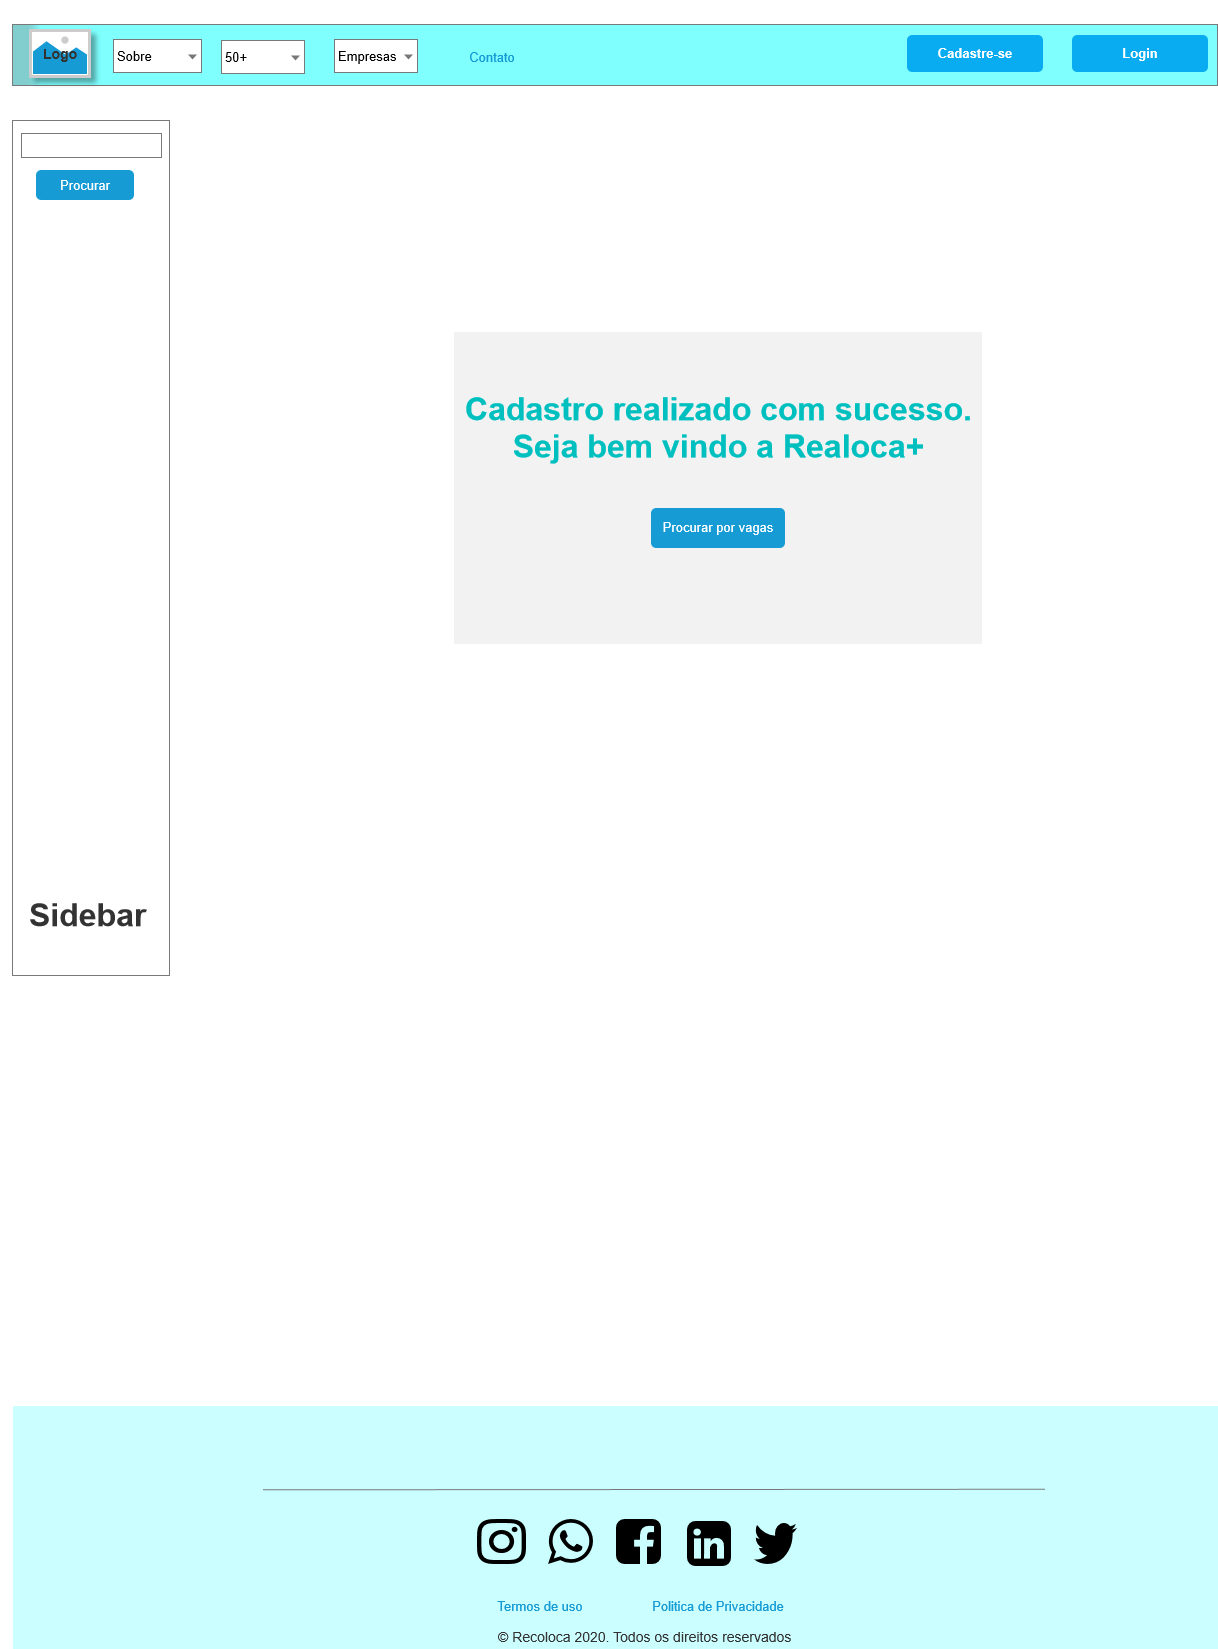 Logo
Sobre
50+
Empresas
Contato
Cadastre-se
Login
Procurar
Cadastro realizado com sucesso.
Seja bem vindo a Realoca+
Procurar por vagas
Sidebar
Termos de uso
Politica de Privacidade
© Recoloca 2020. Todos os direitos reservados